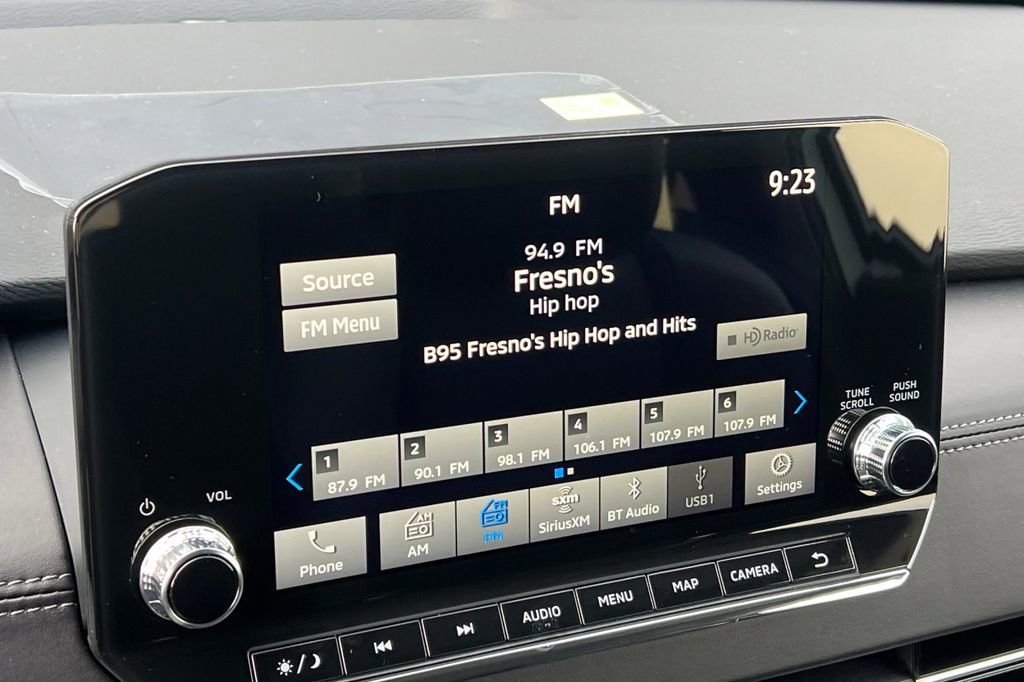 9:23
FM
94.9 FM
Fresno's
Hip hop
B95 Fresno's Hip Hop and Hits
Source
FM Menu
HD Radio
TUNE
SCROLL
PUSH
SOUND
1
87.9 FM
2
90.1 FM
3
98.1 FM
4
106.1 FM
5
107.9 FM
6
107.9 FM
VOL
Phone
AM
AM
FM
FM
sxm
SiriusXM
BT Audio
USB1
Settings
AUDIO
MENU
MAP
CAMERA